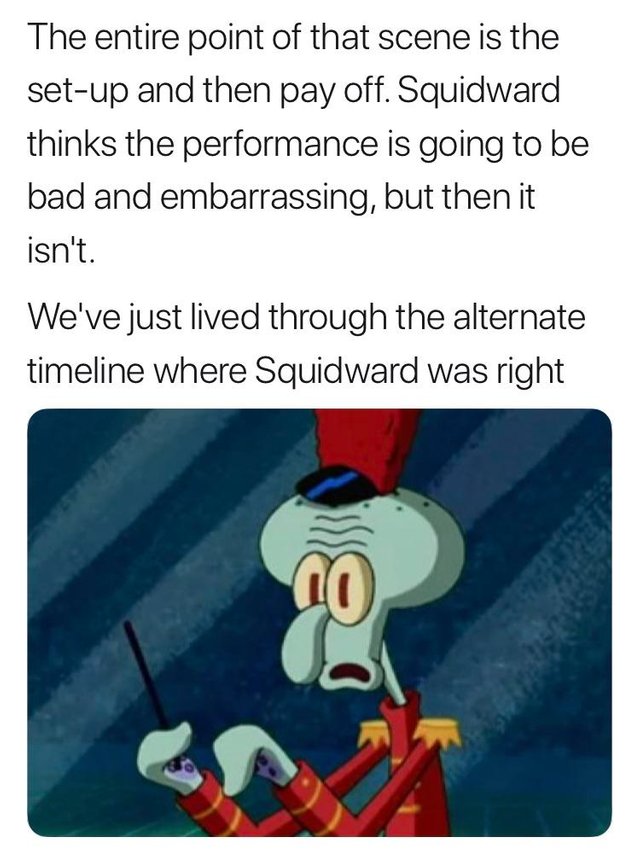 The entire point of that scene is the
set-up and then pay off. Squidward
thinks the performance is going to be
bad and embarrassing, but then it
isn't.
We've just lived through the alternate
timeline where Squidward was right